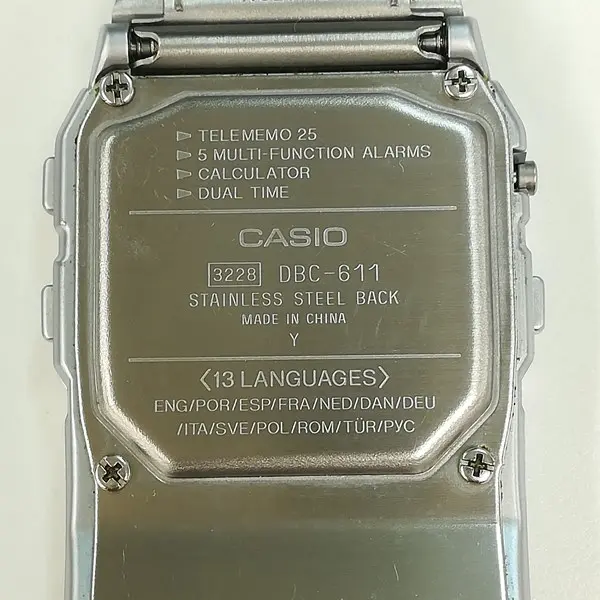 TELEMEMO 25
5 MULTI-FUNCTION ALARMS
CALCULATOR
DUAL TIME
CASIO
3228 DBC-611
STAINLESS STEEL BACK
MADE IN CHINA
Y
〈13 LANGUAGES〉
ENG/POR/ESP/FRA/NED/DAN/DEU
/ITA/SVE/POL/ROM/TÜR/РУС